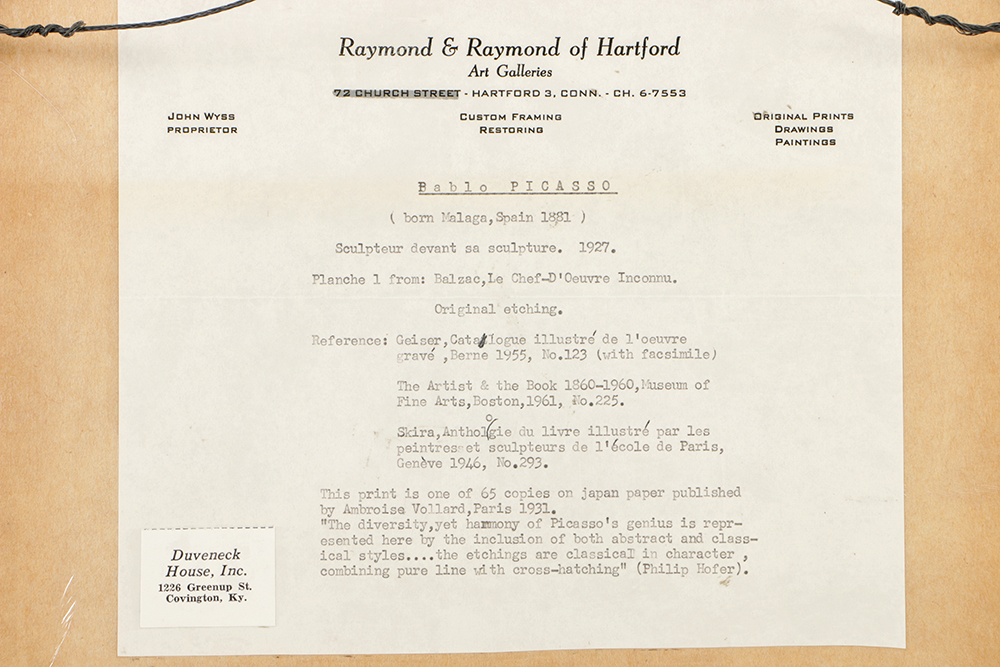 Raymond & Raymond of Hartford
Art Galleries
72 CHURCH STREET - HARTFORD 3, CONN. - CH. 6-7553
JOHN WYSS
PROPRIETOR
CUSTOM FRAMING
RESTORING
ORIGINAL PRINTS
DRAWINGS
PAINTINGS
Bablo PICASSO
( born Malaga,Spain 1881 )
Sculpteur devant sa sculpture. 1927.
Planche 1 from: Balzac,Le Chef-D'Oeuvre Inconnu.
Original etching.
Reference: Geiser,Catalogue illustré de l'oeuvre
gravé ,Berne 1955, No.123 (with facsimile)
The Artist & the Book 1860-1960,Museum of
Fine Arts,Boston,1961, No.225.
Skira,Anthologie du livre illustré par les
peintres et sculpteurs de l'école de Paris,
Genève 1946, No.293.
This print is one of 65 copies on japan paper published
by Ambroise Vollard,Paris 1931.
"The diversity,yet harmony of Picasso's genius is repr-
esented here by the inclusion of both abstract and class-
ical styles....the etchings are classical in character ,
combining pure line with cross-hatching" (Philip Hofer).
Duveneck
House, Inc.
1226 Greenup St.
Covington, Ky.